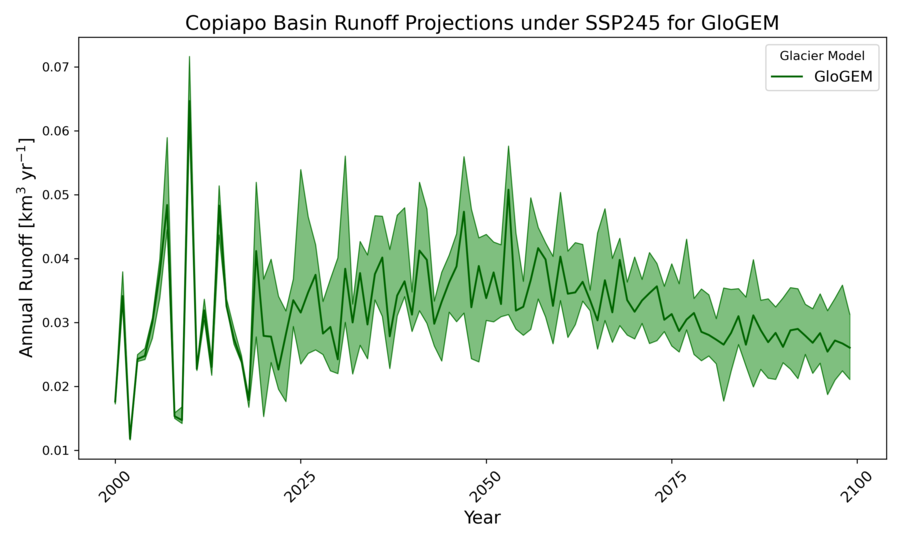 Copiapo Basin Runoff Projections under SSP245 for GloGEM
Glacier Model
GloGEM
Annual Runoff [km³ yr⁻¹]
0.07
0.06
0.05
0.04
0.03
0.02
0.01
2000
2025
2050
2075
2100
Year